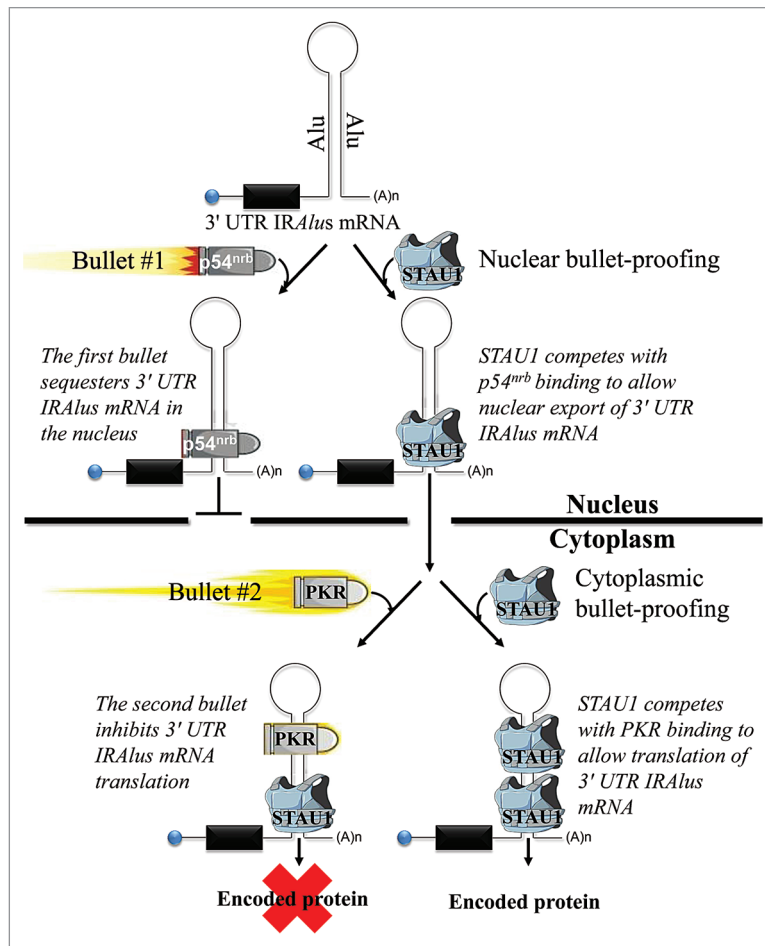 Alu
Alu
(A)n
3' UTR IRAlus mRNA
Bullet #1
p54nrb
STAU1
Nuclear bullet-proofing
The first bullet
sequesters 3' UTR
IRAlus mRNA in
the nucleus
p54nrb
(A)n
STAU1
(A)n
STAU1 competes with
p54nrb binding to allow
nuclear export of 3' UTR
IRAlus mRNA
Nucleus
Cytoplasm
Bullet #2
PKR
STAU1
Cytoplasmic
bullet-proofing
The second bullet
inhibits 3' UTR
IRAlus mRNA
translation
PKR
STAU1
(A)n
STAU1
STAU1
(A)n
STAU1 competes
with PKR binding to
allow translation of
3' UTR IRAlus
mRNA
Encoded protein
Encoded protein